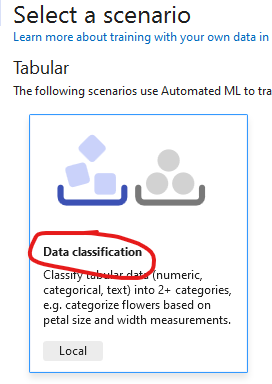 Select a scenario
Learn more about training with your own data in
Tabular
The following scenarios use Automated ML to tra
Data classification
Classify tabular data (numeric,
categorical, text) into 2+ categories,
e.g. categorize flowers based on
petal size and width measurements.
Local